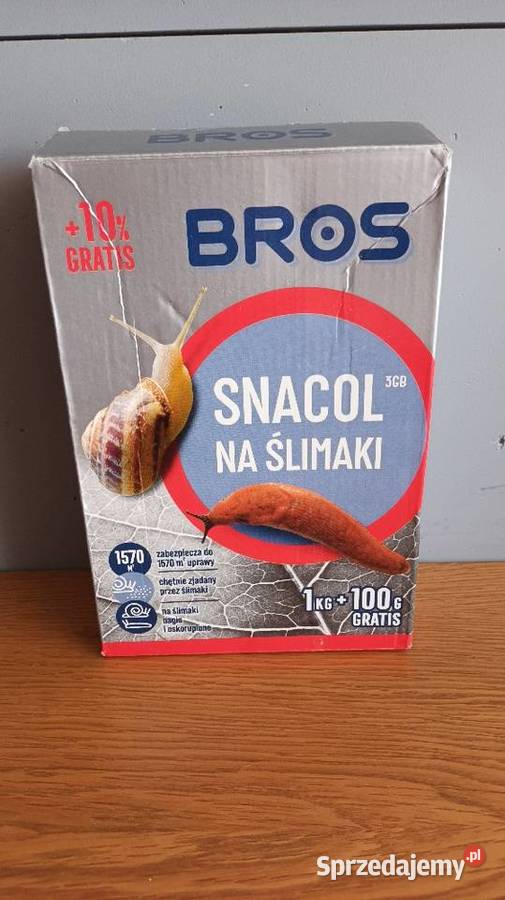 BROS
+10%
GRATIS
BROS
SNACOL 3GB
NA ŚLIMAKI
1570
M²
zabezpiecza do
1570 m² uprawy
chętnie zjadany
przez ślimaki
na ślimaki
nagie
i oskorupione
1KG + 100G
GRATIS
Sprzedajemy.pl